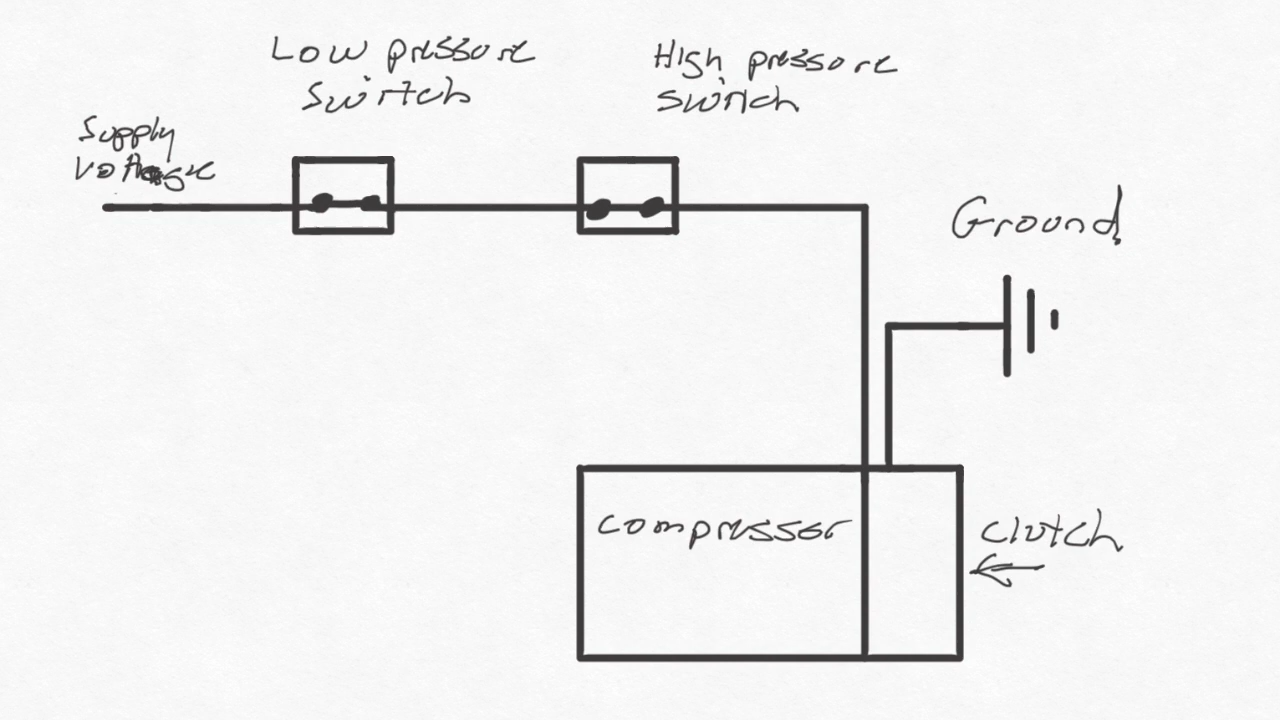 Low pressure
switch
High pressure
switch
Supply
Voltage
Ground
compressor
clutch